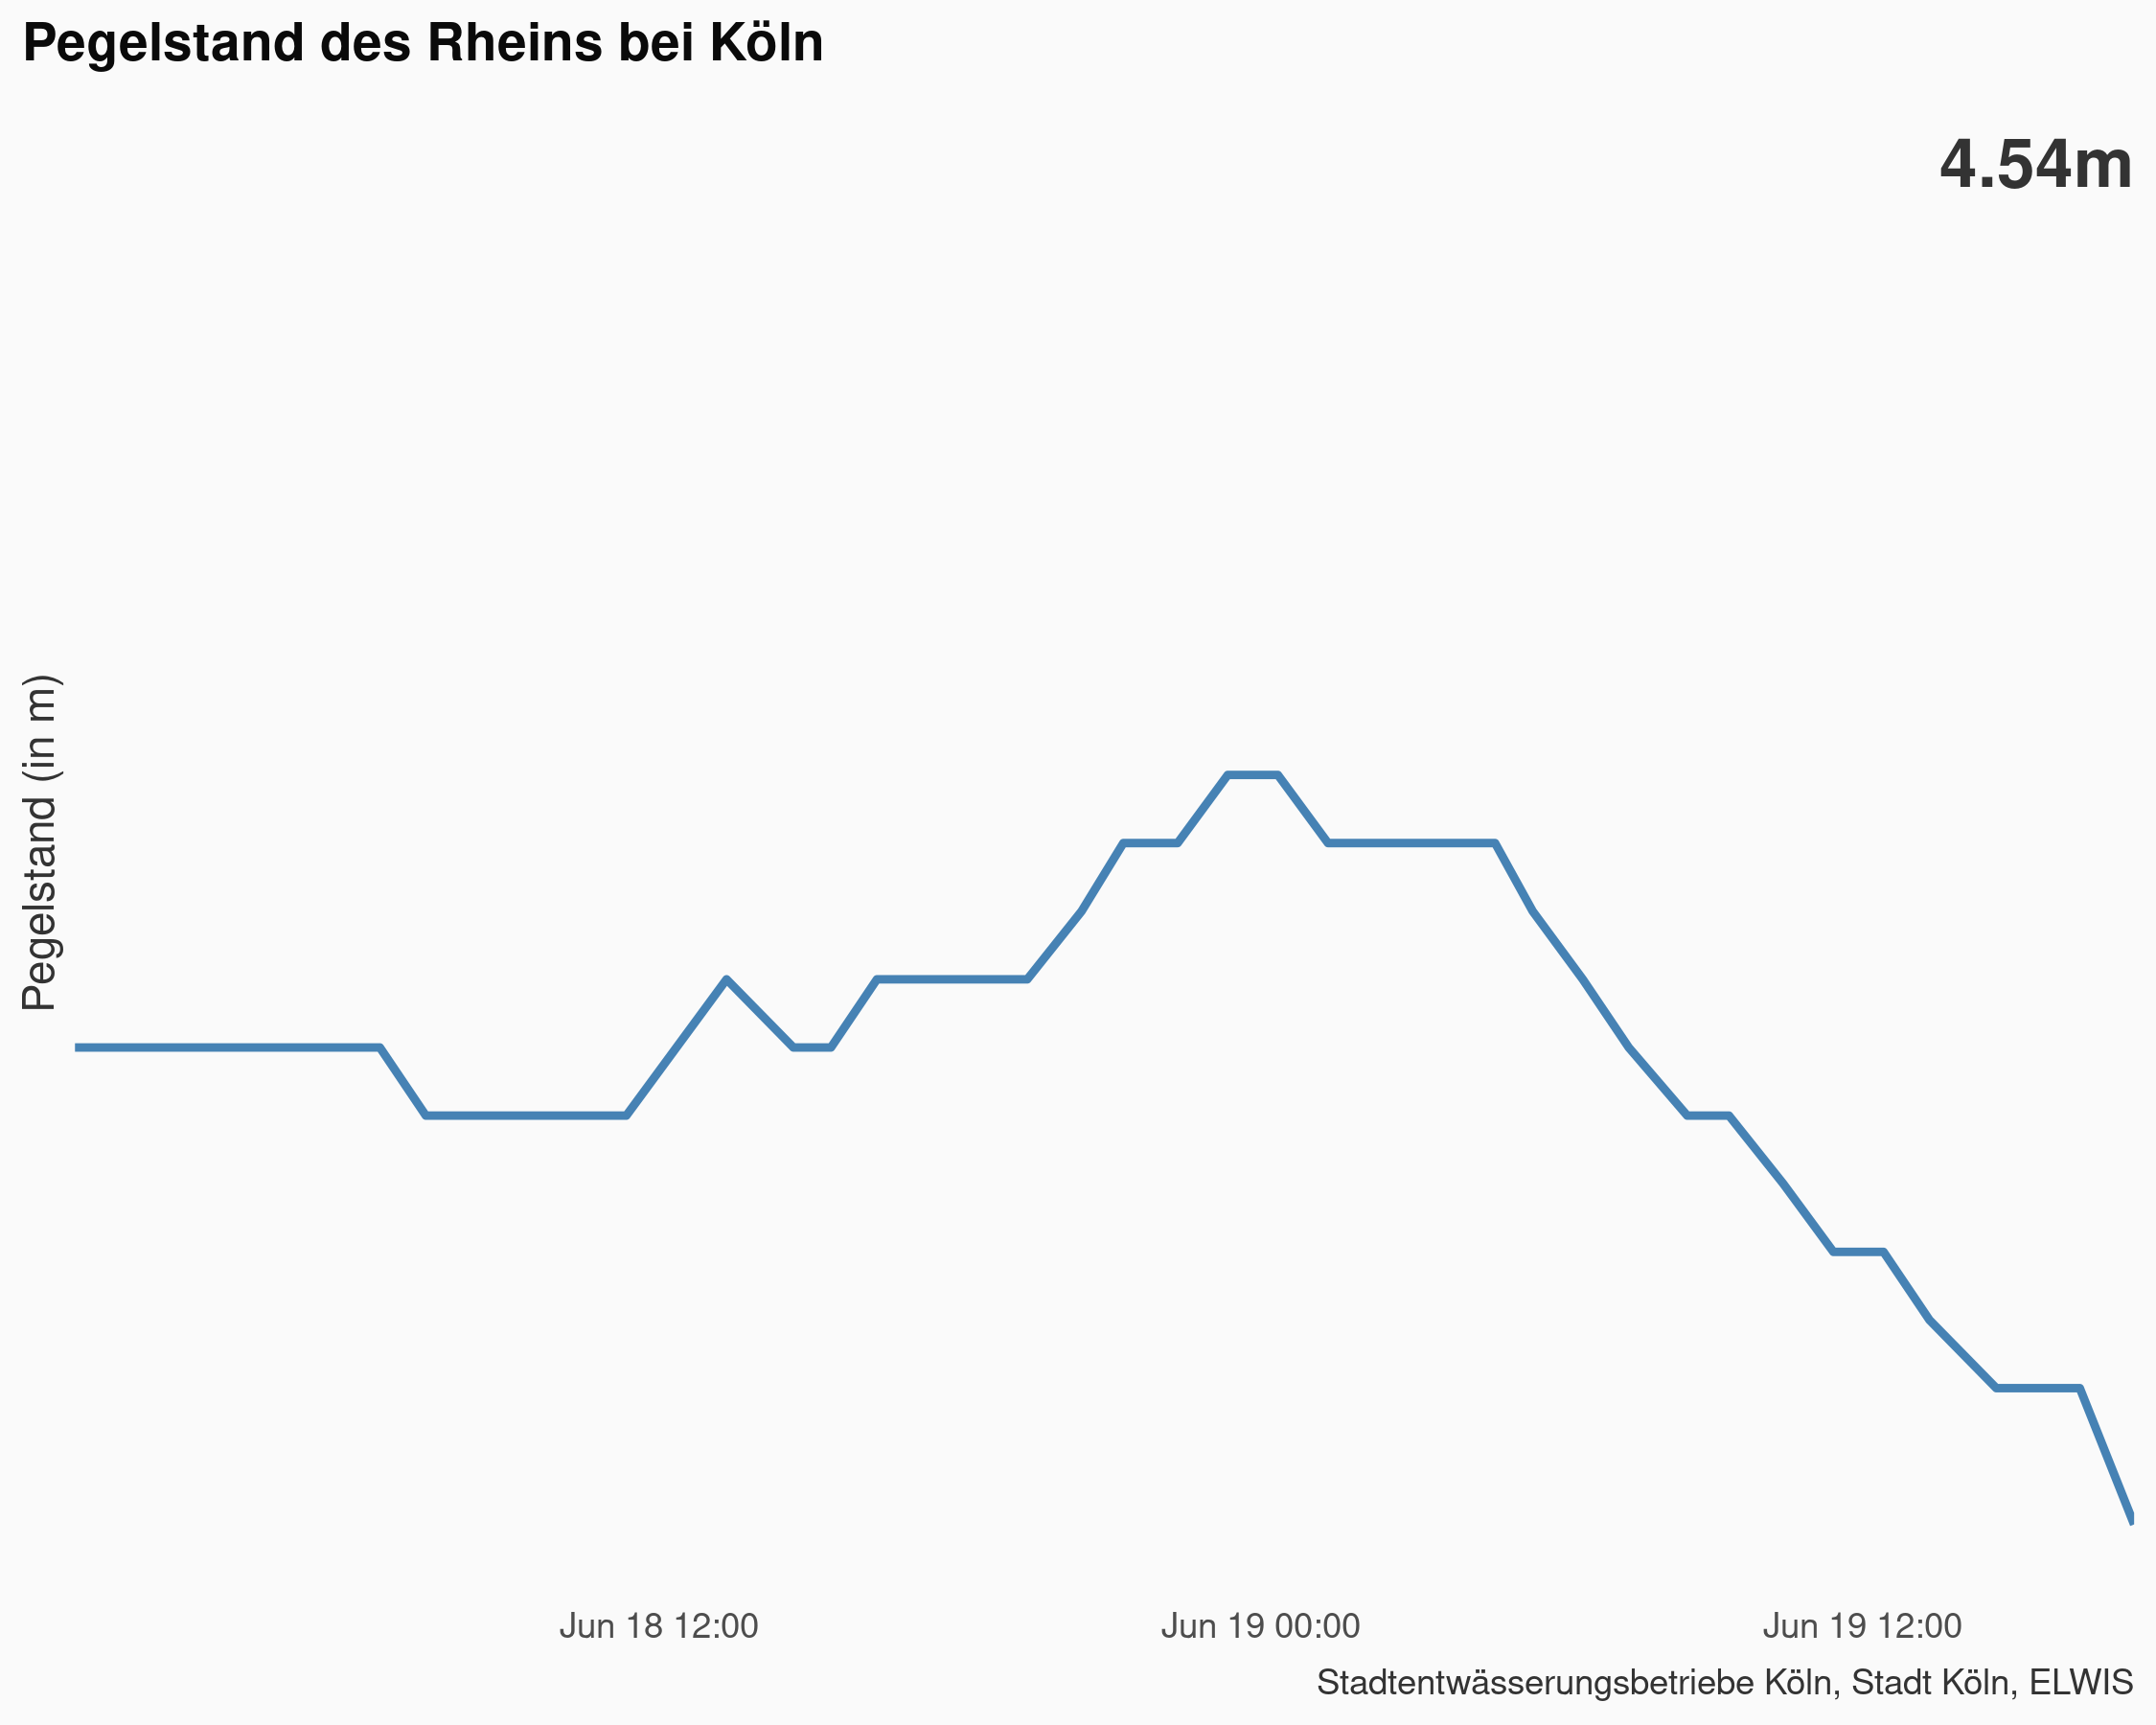 Pegelstand des Rheins bei Köln
4.54m
Pegelstand (in m)
Jun 18 12:00
Jun 19 00:00
Jun 19 12:00
Stadtentwässerungsbetriebe Köln, Stadt Köln, ELWIS